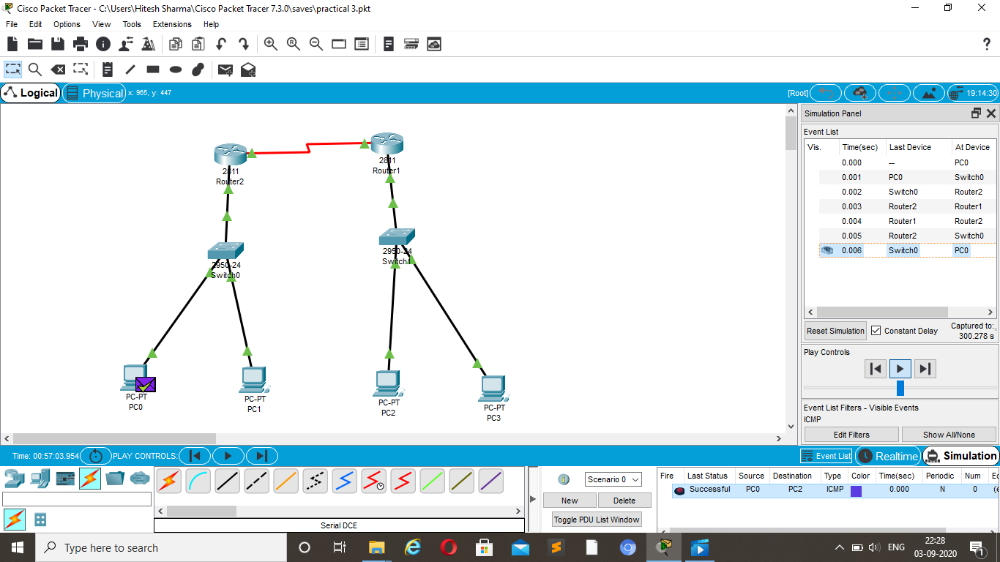 Cisco Packet Tracer - C:\Users\Hitesh Sharma\Cisco Packet Tracer 7.3.0\saves\practical 3.pkt
File Edit Options View Tools Extensions Help
Logical Physical x: 965, y: 447 [Root] 19:14:30
2811
Router2
2811
Router1
2950-24
Switch0
2950-24
Switch1
PC-PT
PC0
PC-PT
PC1
PC-PT
PC2
PC-PT
PC3
Simulation Panel
Event List
Vis. Time(sec) Last Device At Device
0.000 -- PC0
0.001 PC0 Switch0
0.002 Switch0 Router2
0.003 Router2 Router1
0.004 Router1 Router2
0.005 Router2 Switch0
0.006 Switch0 PC0
Reset Simulation Constant Delay Captured to:
300.278 s
Play Controls
Event List Filters - Visible Events
ICMP
Edit Filters Show All/None
Time: 00:57:03.954 PLAY CONTROLS: Event List Realtime Simulation
Serial DCE
Scenario 0
New Delete
Toggle PDU List Window
Fire Last Status Source Destination Type Color Time(sec) Periodic Num Ec
Successful PC0 PC2 ICMP 0.000 N 0 (e
Type here to search
ENG
22:28
03-09-2020
1